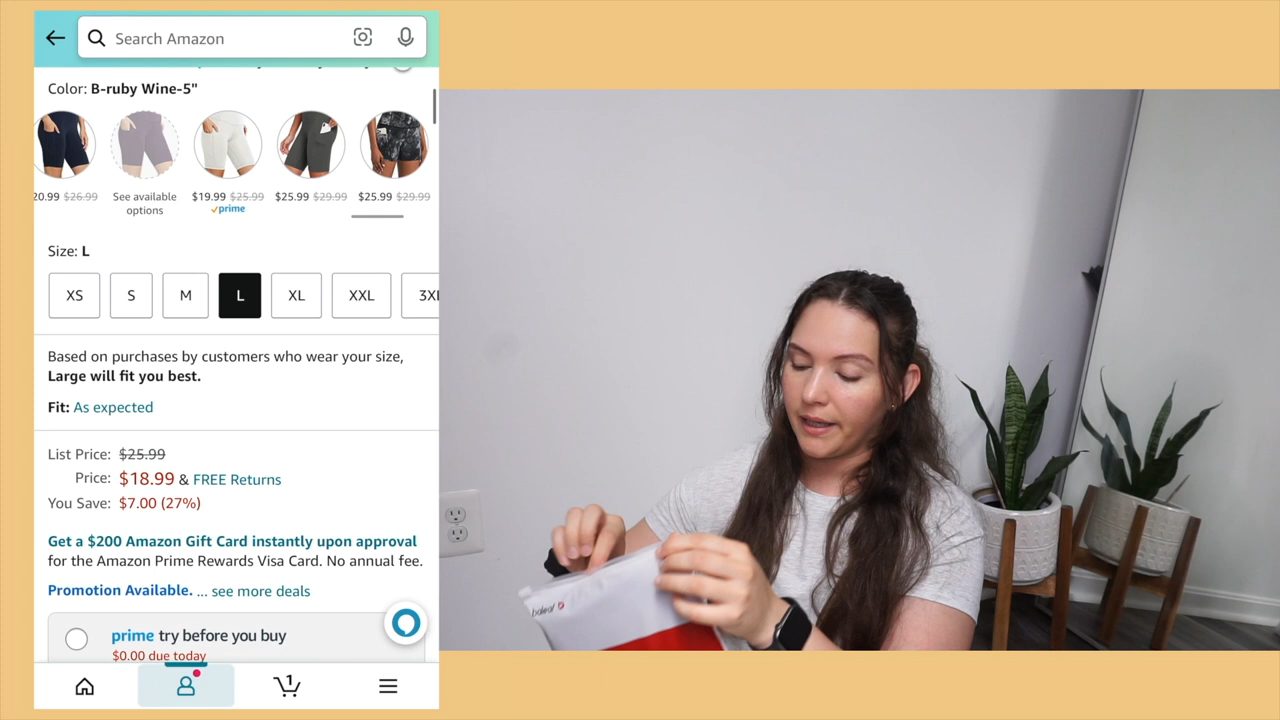 Search Amazon
Color: B-ruby Wine-5"
20.99 $26.99
See available options
$19.99 $25.99
prime
$25.99 $29.99
$25.99 $29.99
Size: L
XS S M L XL XXL 3XL
Based on purchases by customers who wear your size,
Large will fit you best.
Fit: As expected
List Price: $25.99
Price: $18.99 & FREE Returns
You Save: $7.00 (27%)
Get a $200 Amazon Gift Card instantly upon approval
for the Amazon Prime Rewards Visa Card. No annual fee.
Promotion Available. ... see more deals
prime try before you buy
$0.00 due today
1
baleaf